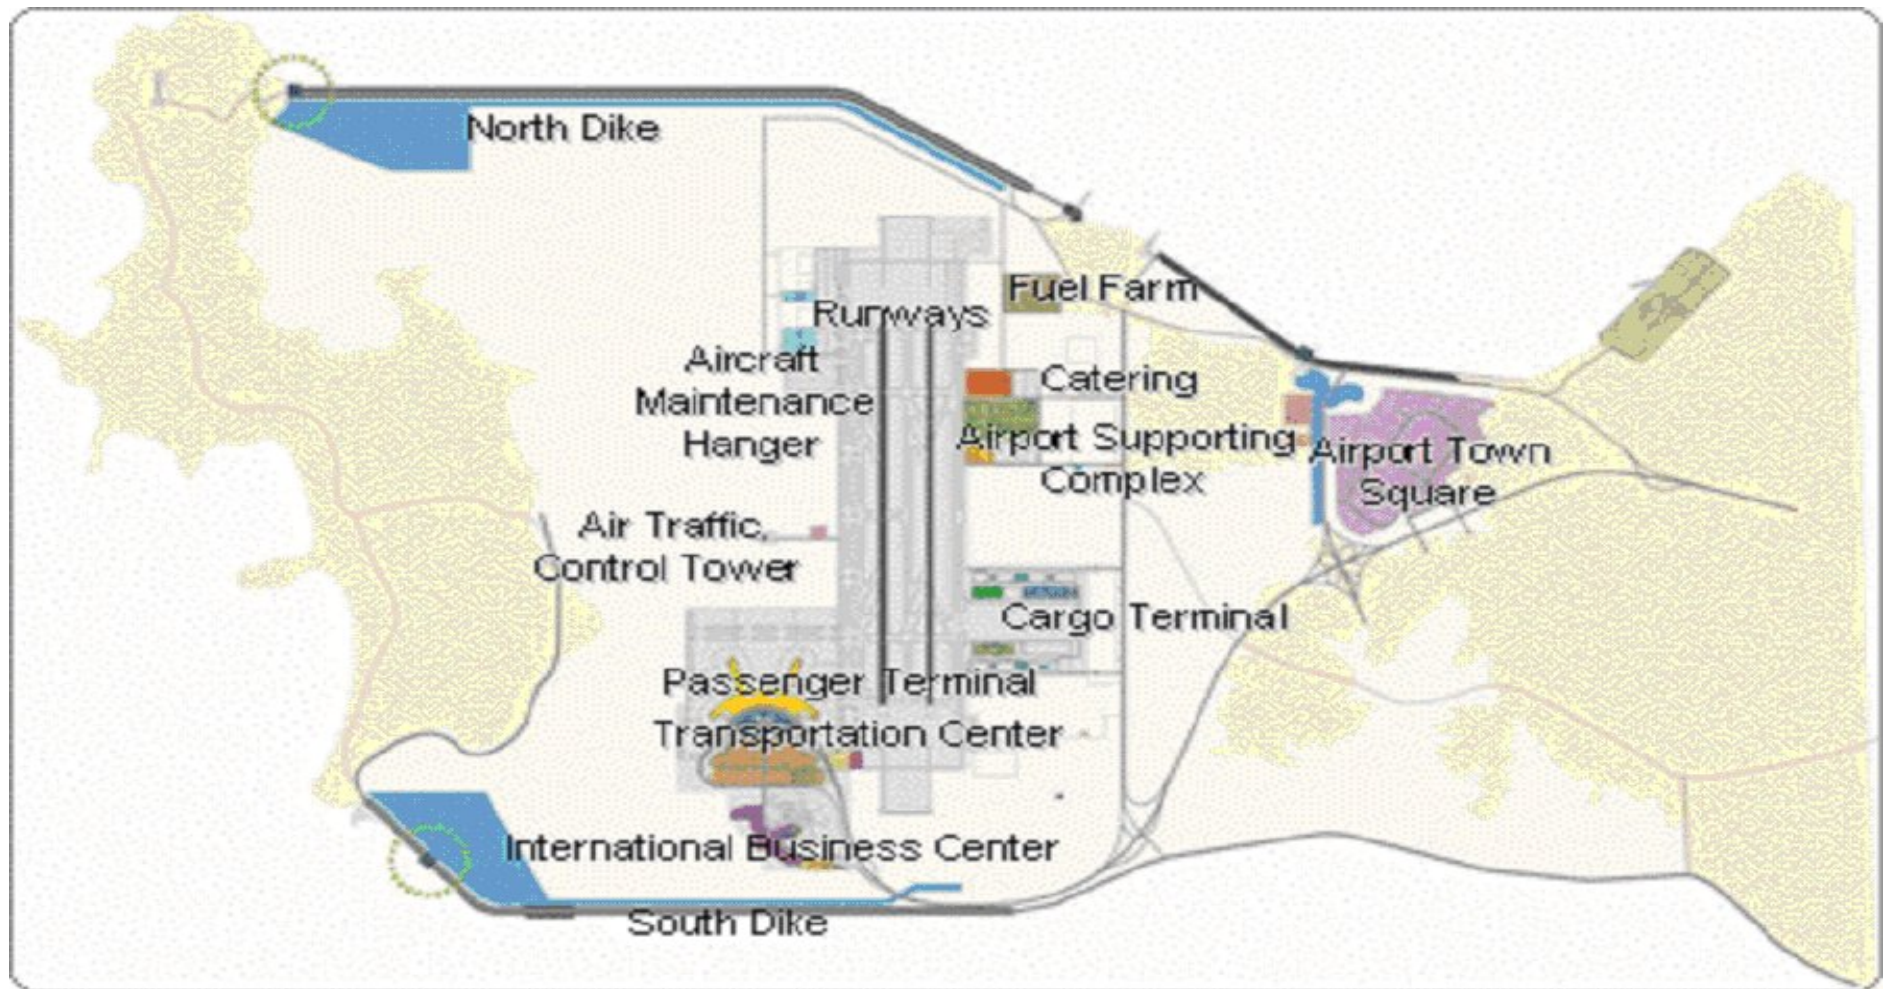 North Dike
Fuel Farm
Runways
Aircraft
Maintenance
Hanger
Catering
Airport Supporting
Complex
Airport Town
Square
Air Traffic
Control Tower
Cargo Terminal
Passenger Terminal
Transportation Center
International Business Center
South Dike